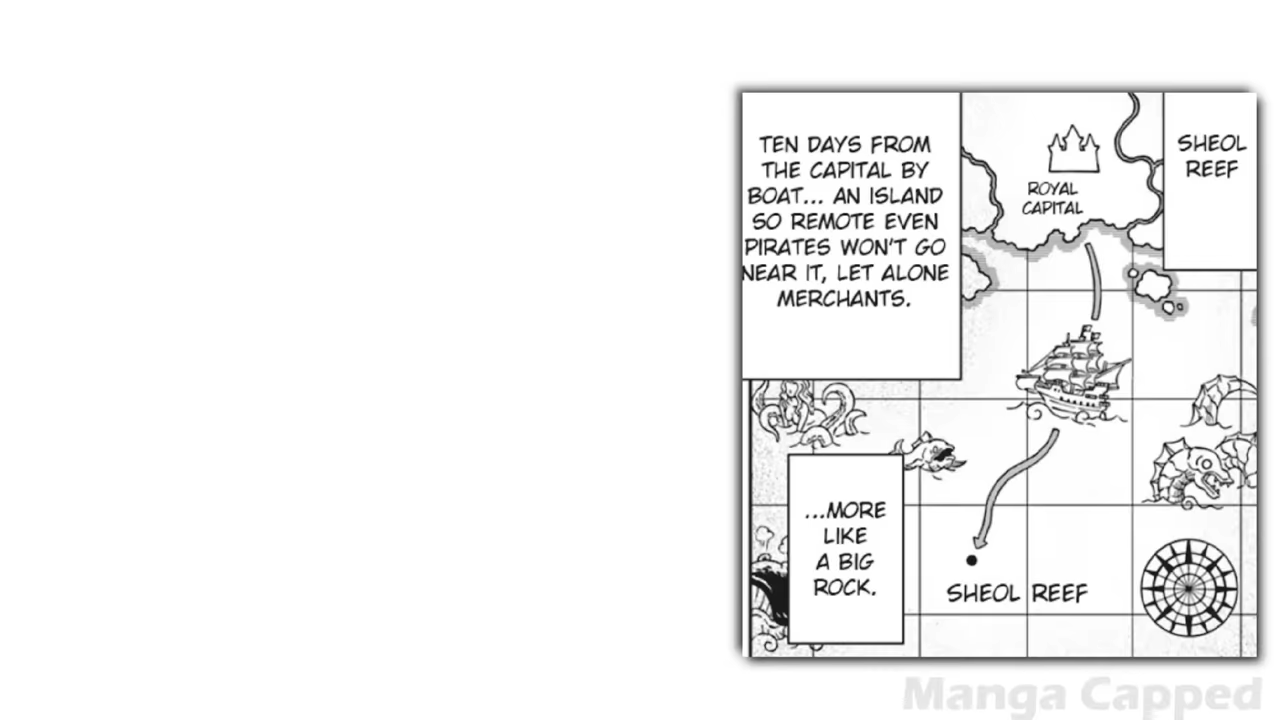 SHEOL
REEF
TEN DAYS FROM
THE CAPITAL BY
BOAT... AN ISLAND
SO REMOTE EVEN
PIRATES WON'T GO
NEAR IT, LET ALONE
MERCHANTS.
ROYAL
CAPITAL
...MORE
LIKE
A BIG
ROCK.
SHEOL REEF
Manga Capped